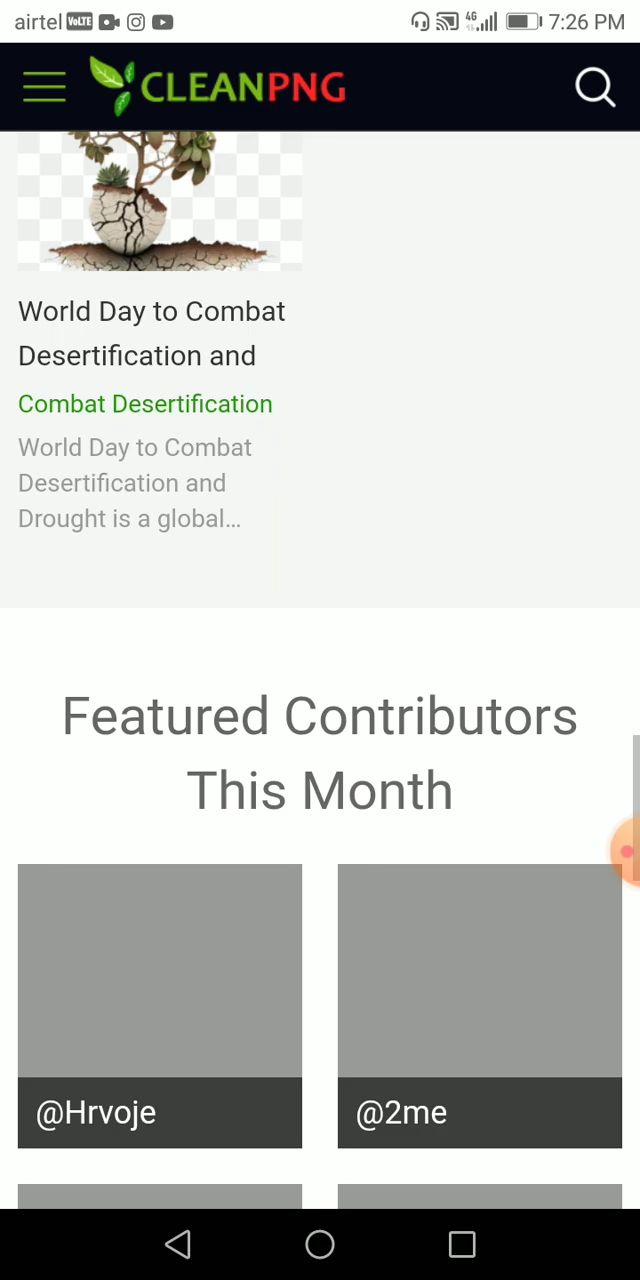 airtel VoLTE 4G 7:26 PM
CLEANPNG
World Day to Combat
Desertification and
Combat Desertification
World Day to Combat
Desertification and
Drought is a global...
Featured Contributors
This Month
@Hrvoje
@2me